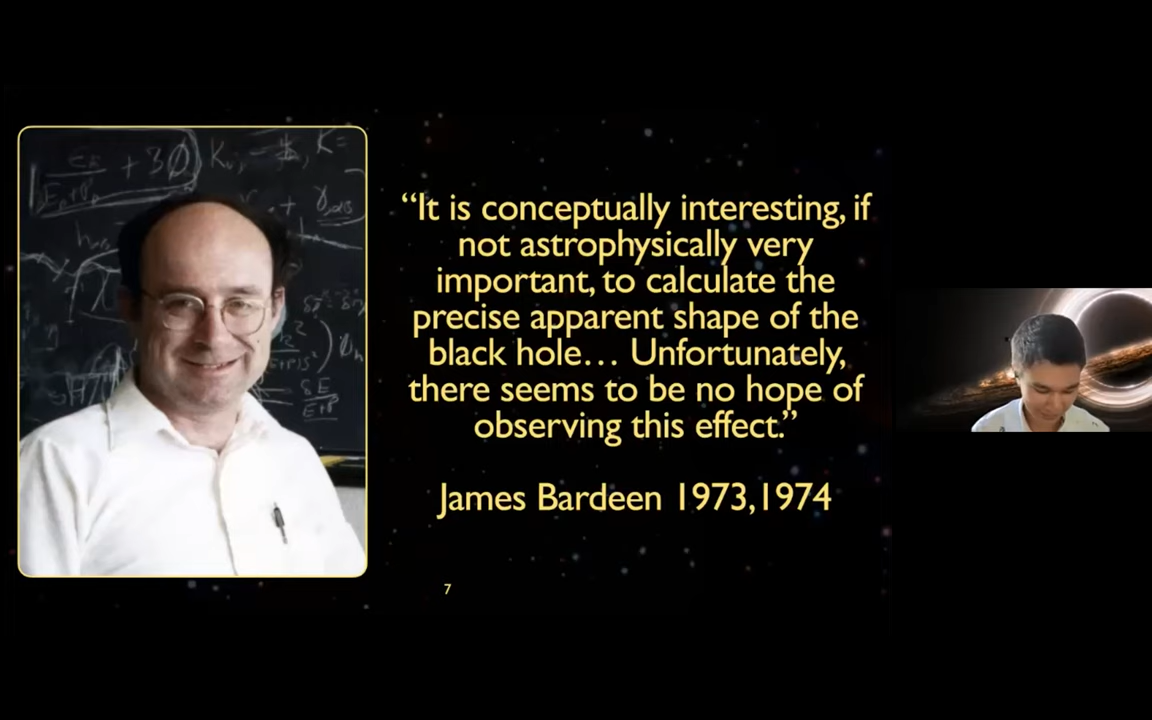 “It is conceptually interesting, if
not astrophysically very
important, to calculate the
precise apparent shape of the
black hole… Unfortunately,
there seems to be no hope of
observing this effect.”
James Bardeen 1973,1974
7